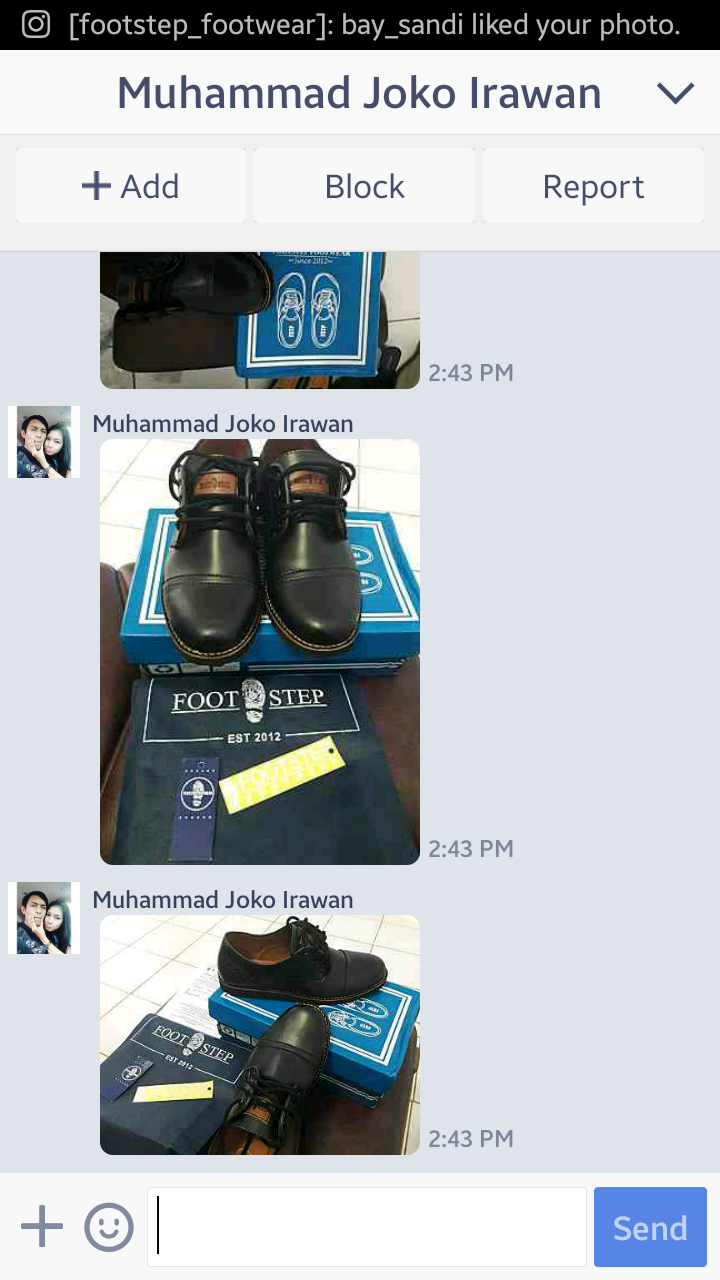 [footstep_footwear]: bay_sandi liked your photo.
Muhammad Joko Irawan
+ Add
Block
Report
~Since 2012~
2:43 PM
Muhammad Joko Irawan
FOOT STEP
EST 2012
2:43 PM
Muhammad Joko Irawan
FOOT STEP
EST 2012
2:43 PM
Send